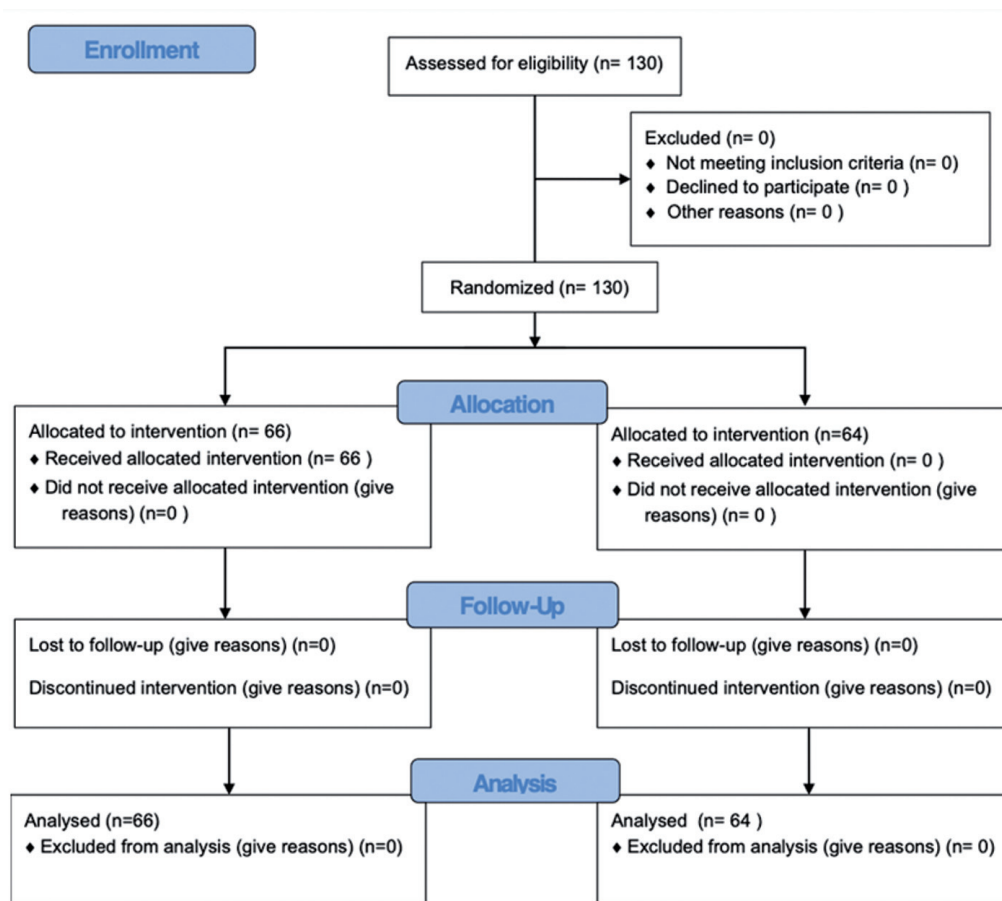 Enrollment
Assessed for eligibility (n= 130)
Excluded (n= 0)
♦ Not meeting inclusion criteria (n= 0)
♦ Declined to participate (n= 0 )
♦ Other reasons (n= 0 )
Randomized (n= 130)
Allocation
Allocated to intervention (n= 66)
♦ Received allocated intervention (n= 66 )
♦ Did not receive allocated intervention (give
reasons) (n=0 )
Allocated to intervention (n=64)
♦ Received allocated intervention (n= 0 )
♦ Did not receive allocated intervention (give
reasons) (n= 0 )
Follow-Up
Lost to follow-up (give reasons) (n=0)
Discontinued intervention (give reasons) (n=0)
Lost to follow-up (give reasons) (n=0)
Discontinued intervention (give reasons) (n=0)
Analysis
Analysed (n=66)
♦ Excluded from analysis (give reasons) (n=0)
Analysed (n= 64 )
♦ Excluded from analysis (give reasons) (n= 0)